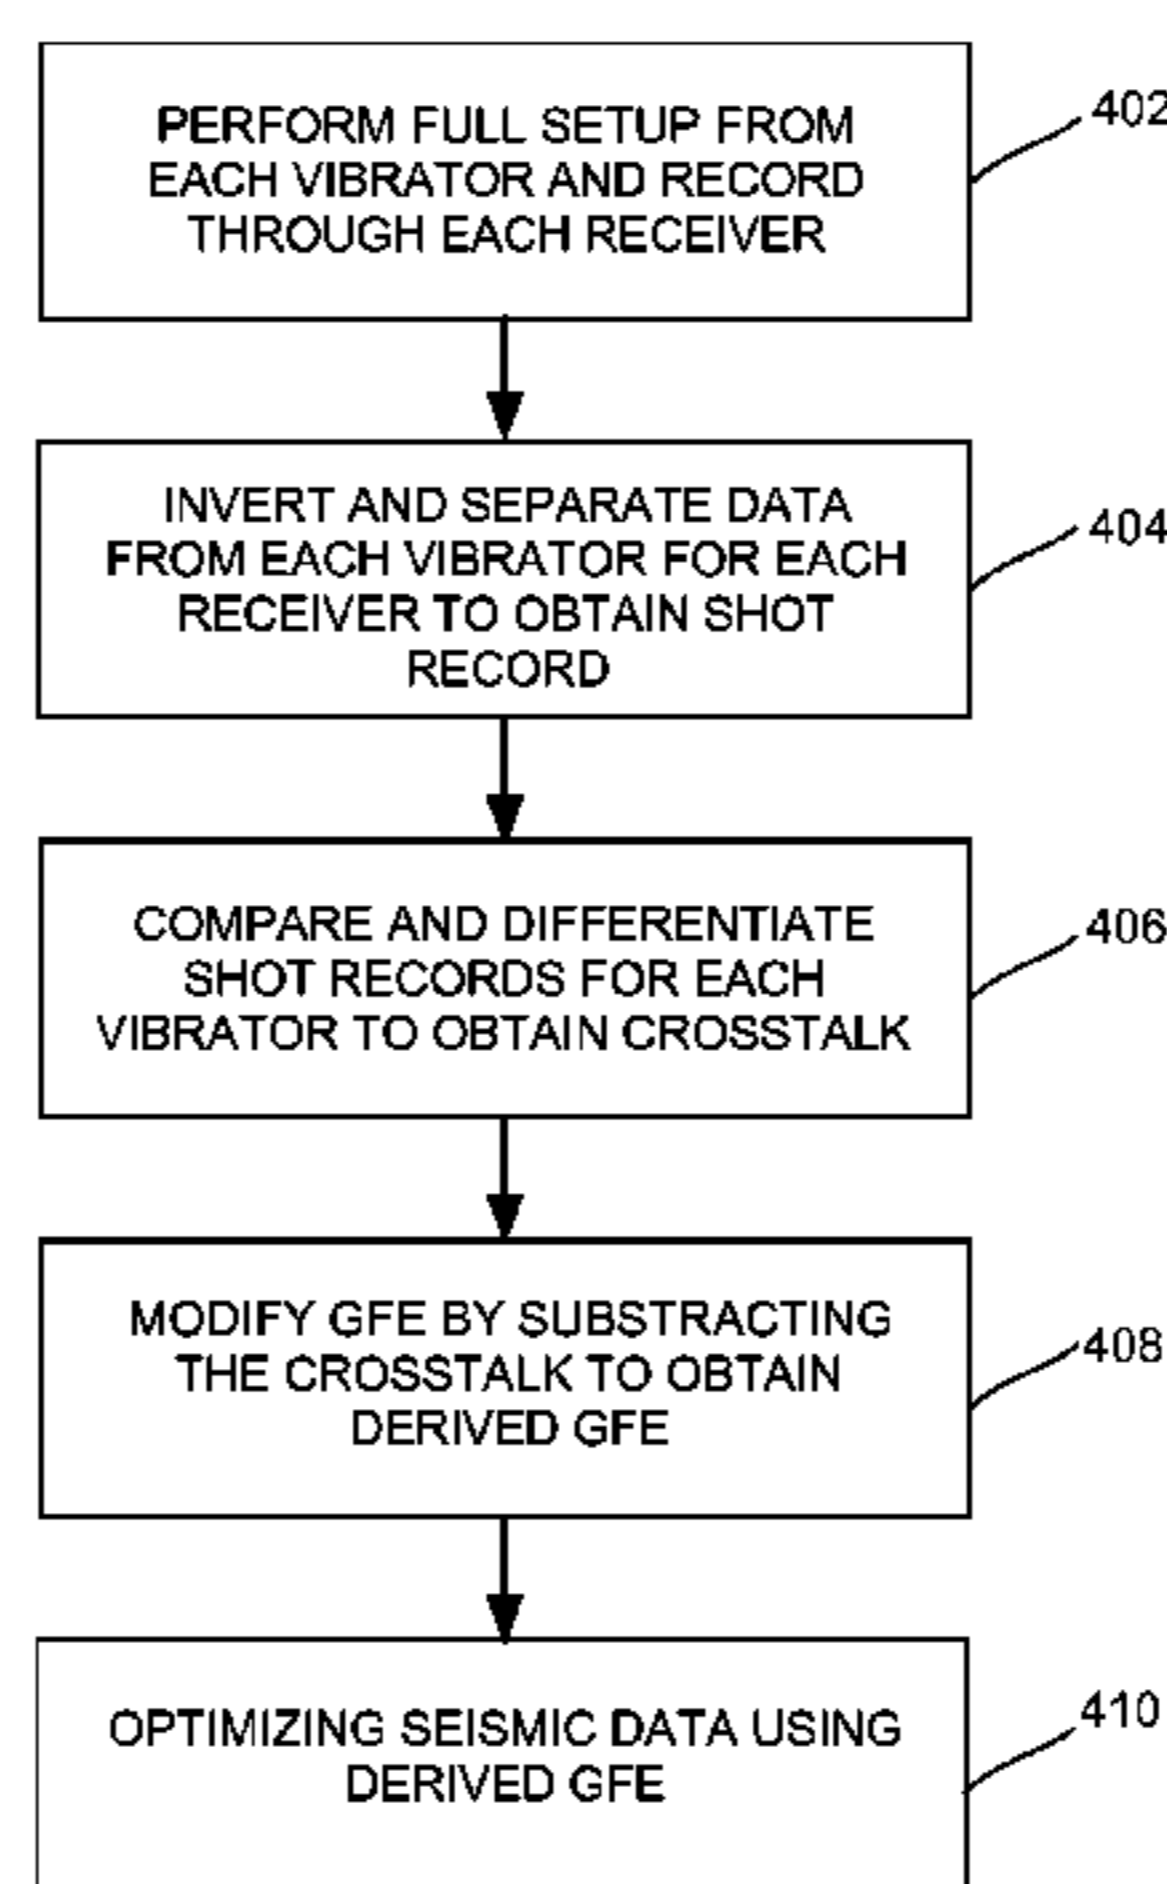 PERFORM FULL SETUP FROM
EACH VIBRATOR AND RECORD
THROUGH EACH RECEIVER
402
INVERT AND SEPARATE DATA
FROM EACH VIBRATOR FOR EACH
RECEIVER TO OBTAIN SHOT
RECORD
404
COMPARE AND DIFFERENTIATE
SHOT RECORDS FOR EACH
VIBRATOR TO OBTAIN CROSSTALK
406
MODIFY GFE BY SUBSTRACTING
THE CROSSTALK TO OBTAIN
DERIVED GFE
408
OPTIMIZING SEISMIC DATA USING
DERIVED GFE
410